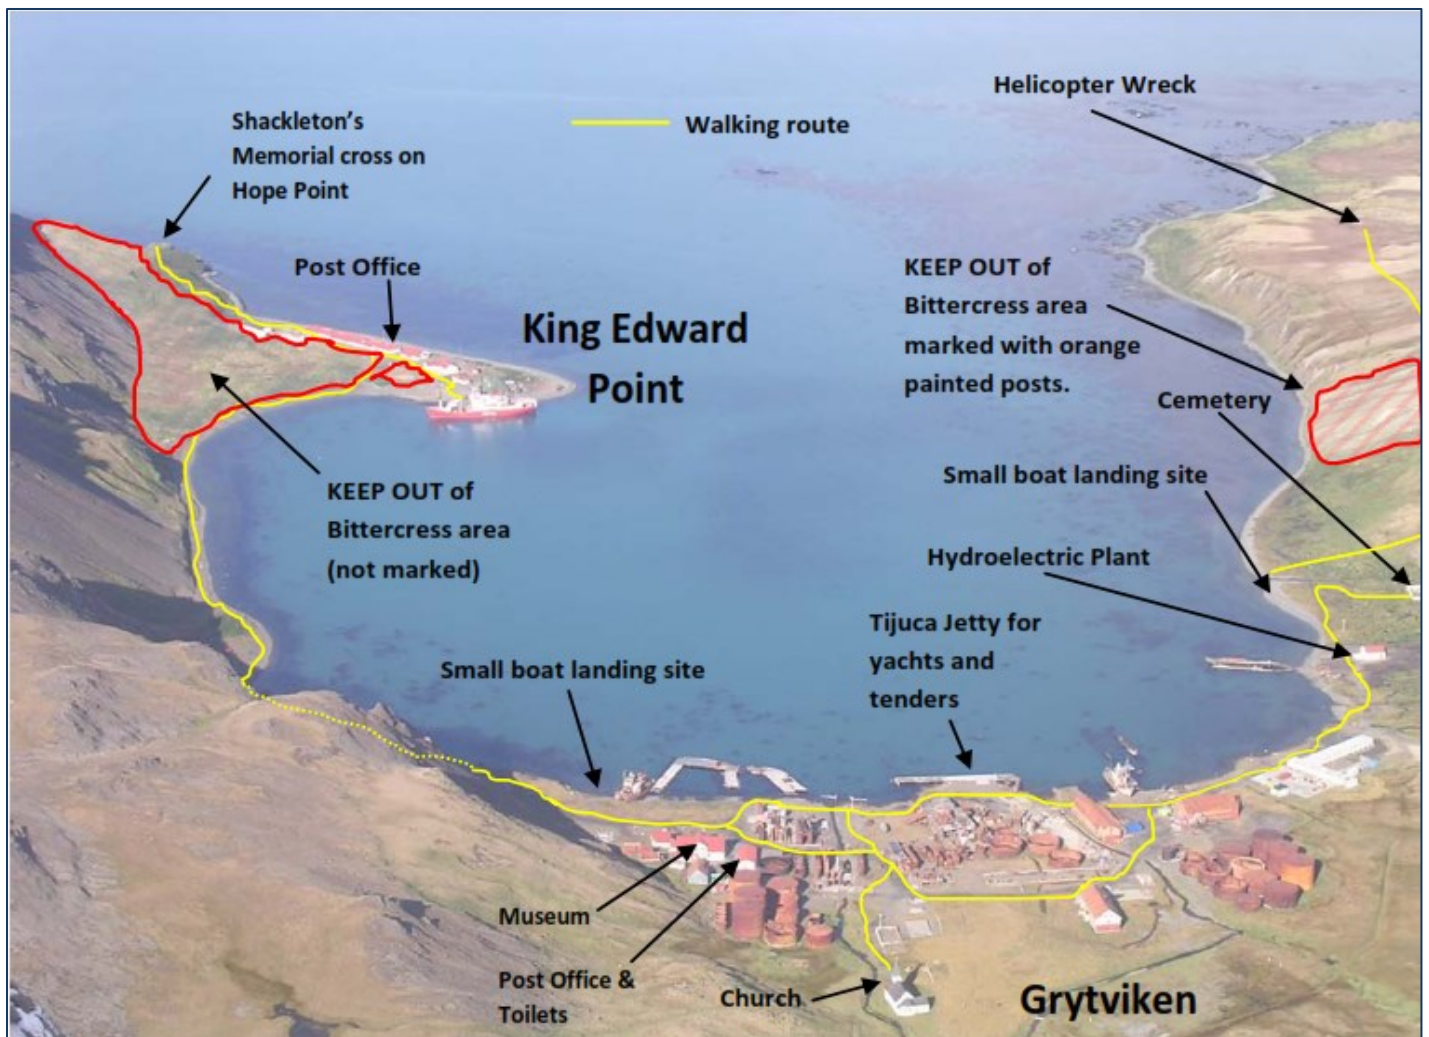 Helicopter Wreck
Shackleton's
Memorial cross on
Hope Point
Walking route
Post Office
King Edward
Point
KEEP OUT of
Bittercress area
marked with orange
painted posts.
Cemetery
Small boat landing site
KEEP OUT of
Bittercress area
(not marked)
Hydroelectric Plant
Tijuca Jetty for
yachts and
tenders
Small boat landing site
Museum
Post Office &
Toilets
Church
Grytviken